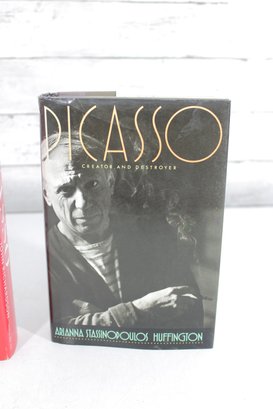 PICASSO
CREATOR AND DESTROYER
ARIANNA STASSINOPOULOS HUFFINGTON